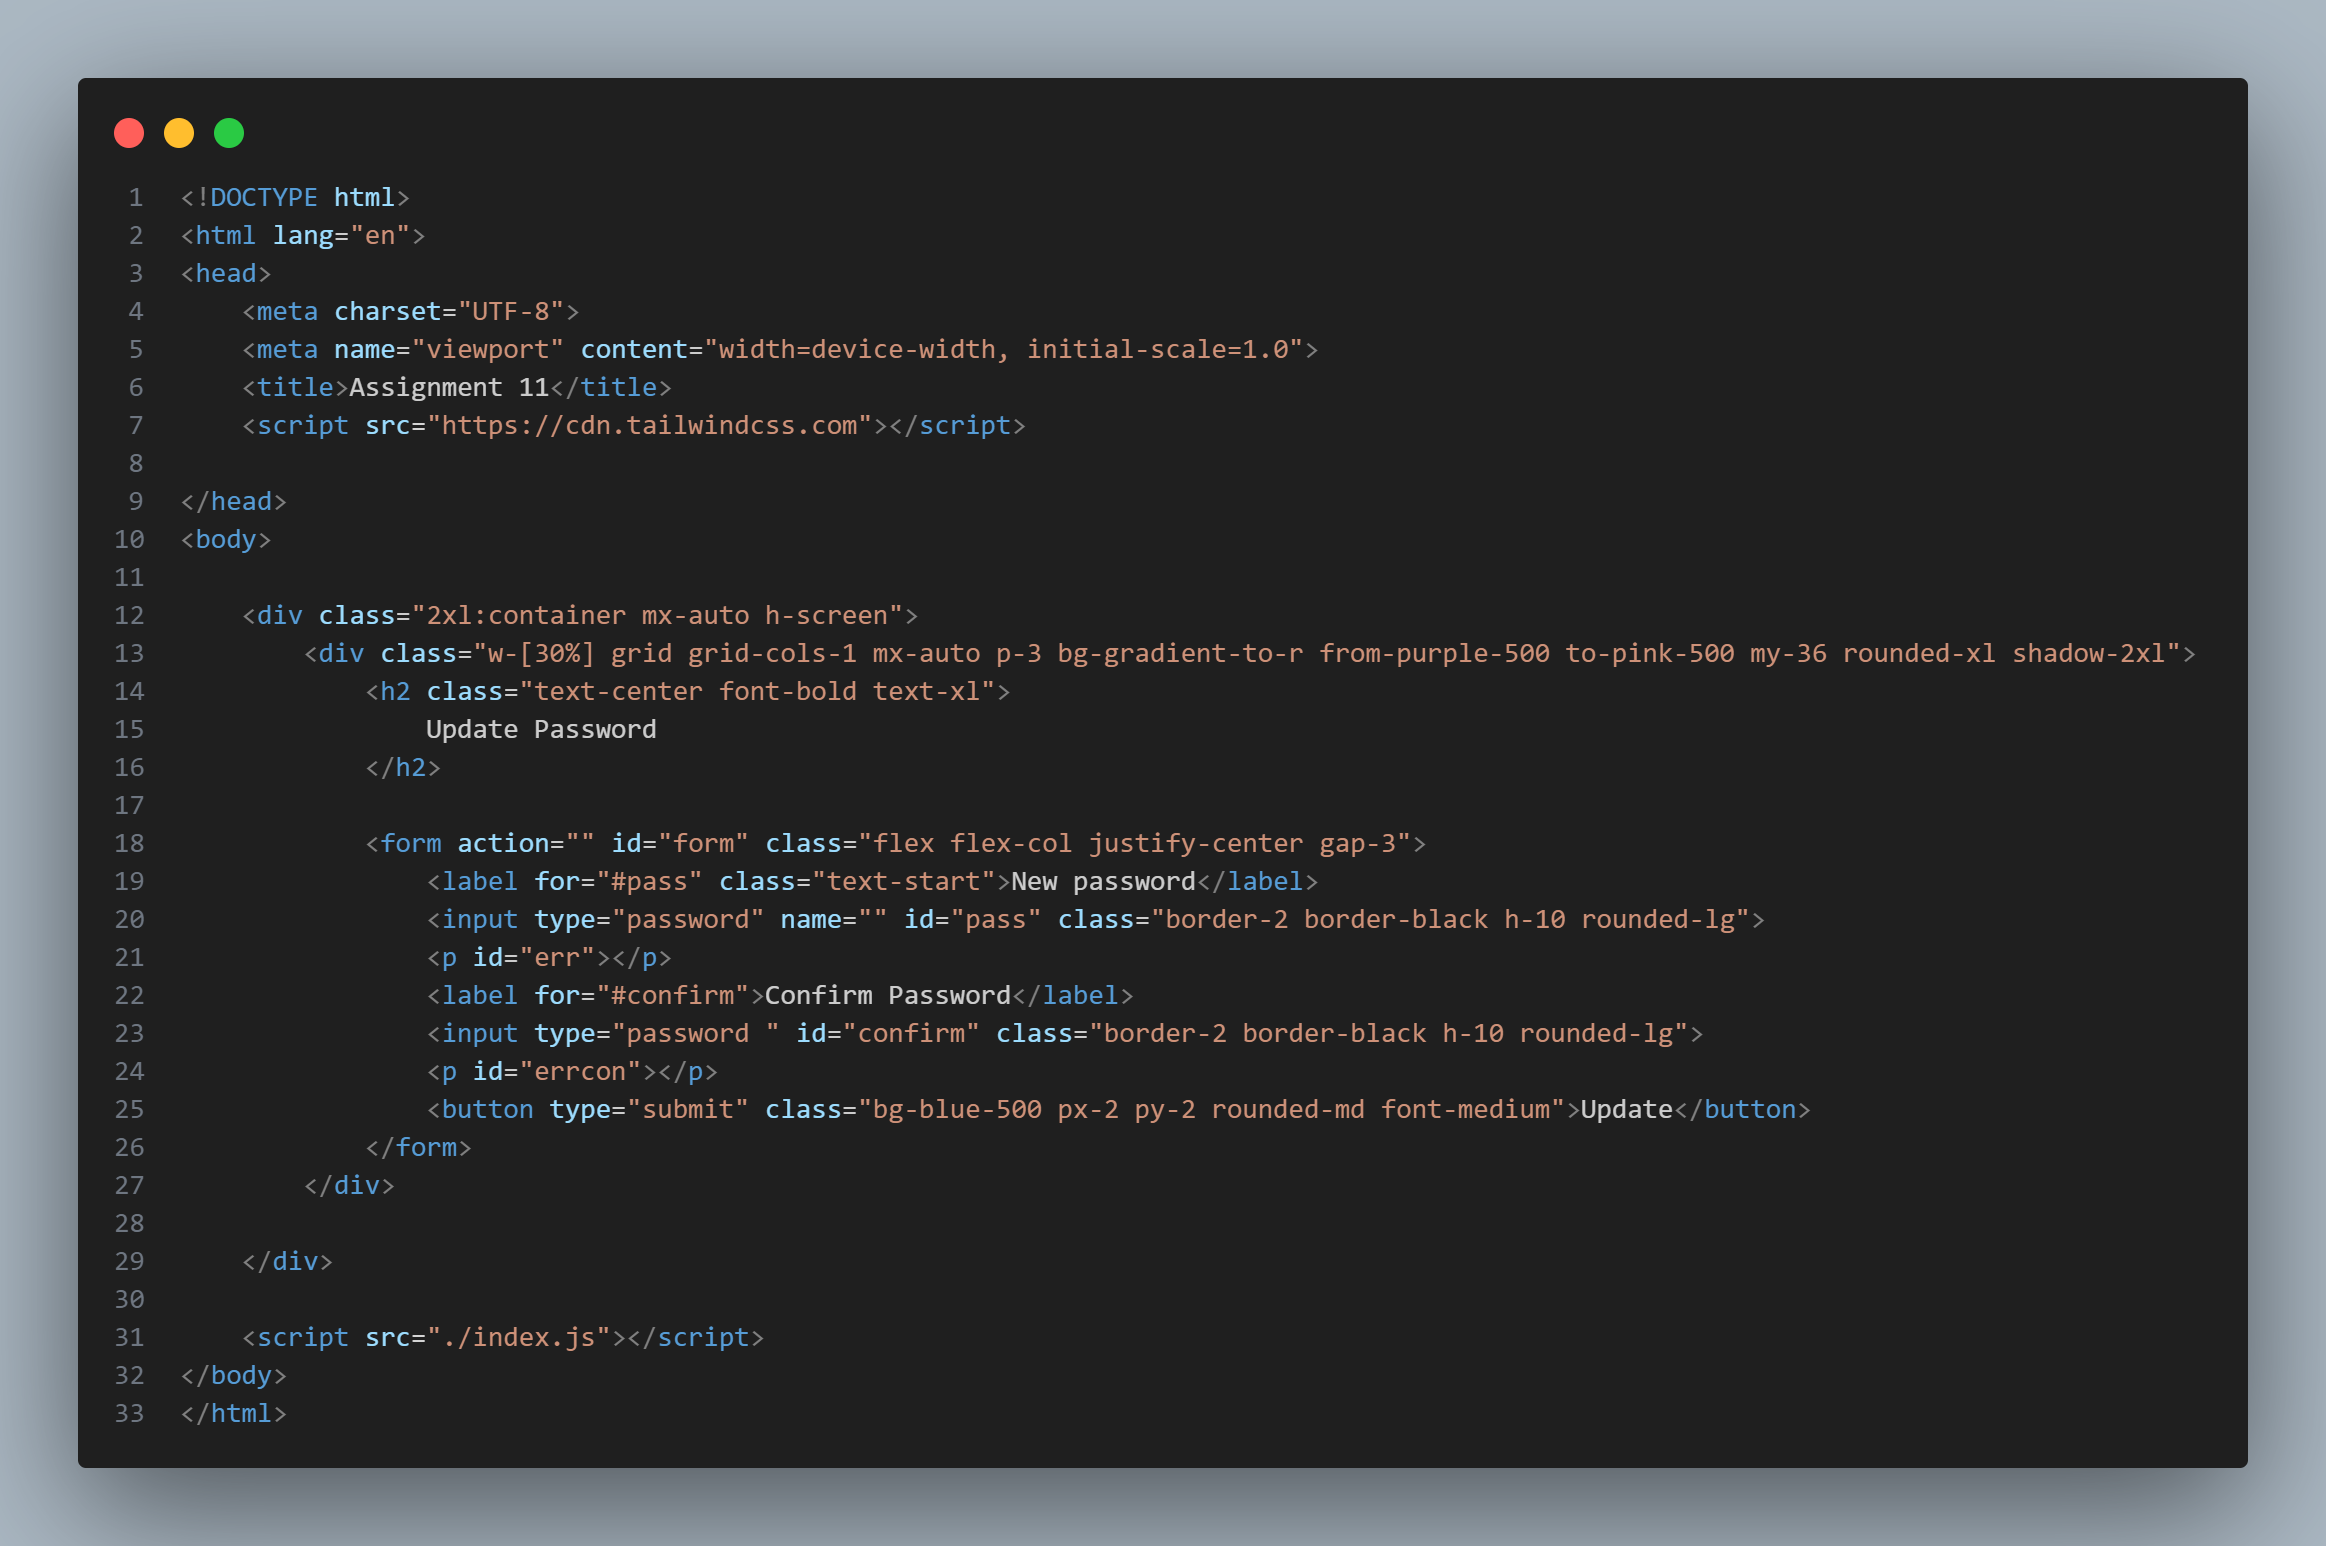 1 <!DOCTYPE html>
2 <html lang="en">
3 <head>
4     <meta charset="UTF-8">
5     <meta name="viewport" content="width=device-width, initial-scale=1.0">
6     <title>Assignment 11</title>
7     <script src="https://cdn.tailwindcss.com"></script>
8
9 </head>
10 <body>
11
12     <div class="2xl:container mx-auto h-screen">
13         <div class="w-[30%] grid grid-cols-1 mx-auto p-3 bg-gradient-to-r from-purple-500 to-pink-500 my-36 rounded-xl shadow-2xl">
14             <h2 class="text-center font-bold text-xl">
15                 Update Password
16             </h2>
17
18             <form action="" id="form" class="flex flex-col justify-center gap-3">
19                 <label for="#pass" class="text-start">New password</label>
20                 <input type="password" name="" id="pass" class="border-2 border-black h-10 rounded-lg">
21                 <p id="err"></p>
22                 <label for="#confirm">Confirm Password</label>
23                 <input type="password " id="confirm" class="border-2 border-black h-10 rounded-lg">
24                 <p id="errcon"></p>
25                 <button type="submit" class="bg-blue-500 px-2 py-2 rounded-md font-medium">Update</button>
26             </form>
27         </div>
28
29     </div>
30
31     <script src="./index.js"></script>
32 </body>
33 </html>